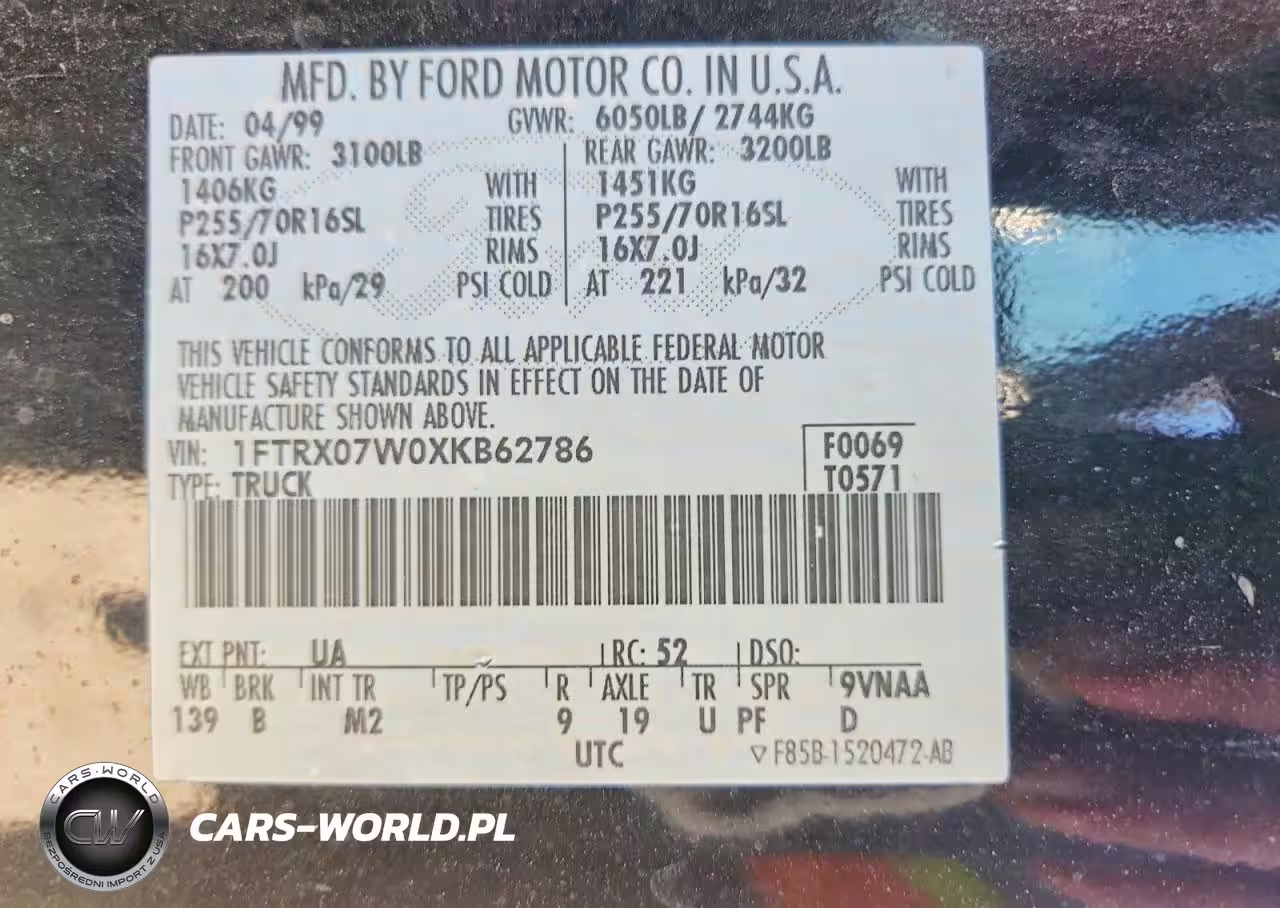 MFD. BY FORD MOTOR CO. IN U.S.A.
DATE: 04/99 GVWR: 6050LB/ 2744KG
FRONT GAWR: 3100LB REAR GAWR: 3200LB
1406KG WITH 1451KG WITH
P255/70R16SL TIRES P255/70R16SL TIRES
16X7.0J RIMS 16X7.0J RIMS
AT 200 kPa/29 PSI COLD AT 221 kPa/32 PSI COLD
THIS VEHICLE CONFORMS TO ALL APPLICABLE FEDERAL MOTOR
VEHICLE SAFETY STANDARDS IN EFFECT ON THE DATE OF
MANUFACTURE SHOWN ABOVE.
VIN: 1FTRX07W0XKB62786 F0069
TYPE: TRUCK T0571
EXT PNT: UA RC: 52 DSO:
WB BRK INT TR TP/PS R AXLE TR SPR 9VNAA
139 B M2 9 19 U PF D
UTC ▽ F85B-1520472-AB
CARS-WORLD
CW
BEZPOŚREDNI IMPORT Z USA
CARS-WORLD.PL